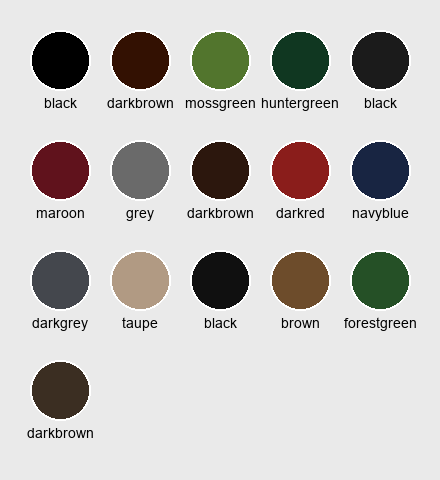 black darkbrown mossgreen huntergreen black
maroon grey darkbrown darkred navyblue
darkgrey taupe black brown forestgreen
darkbrown